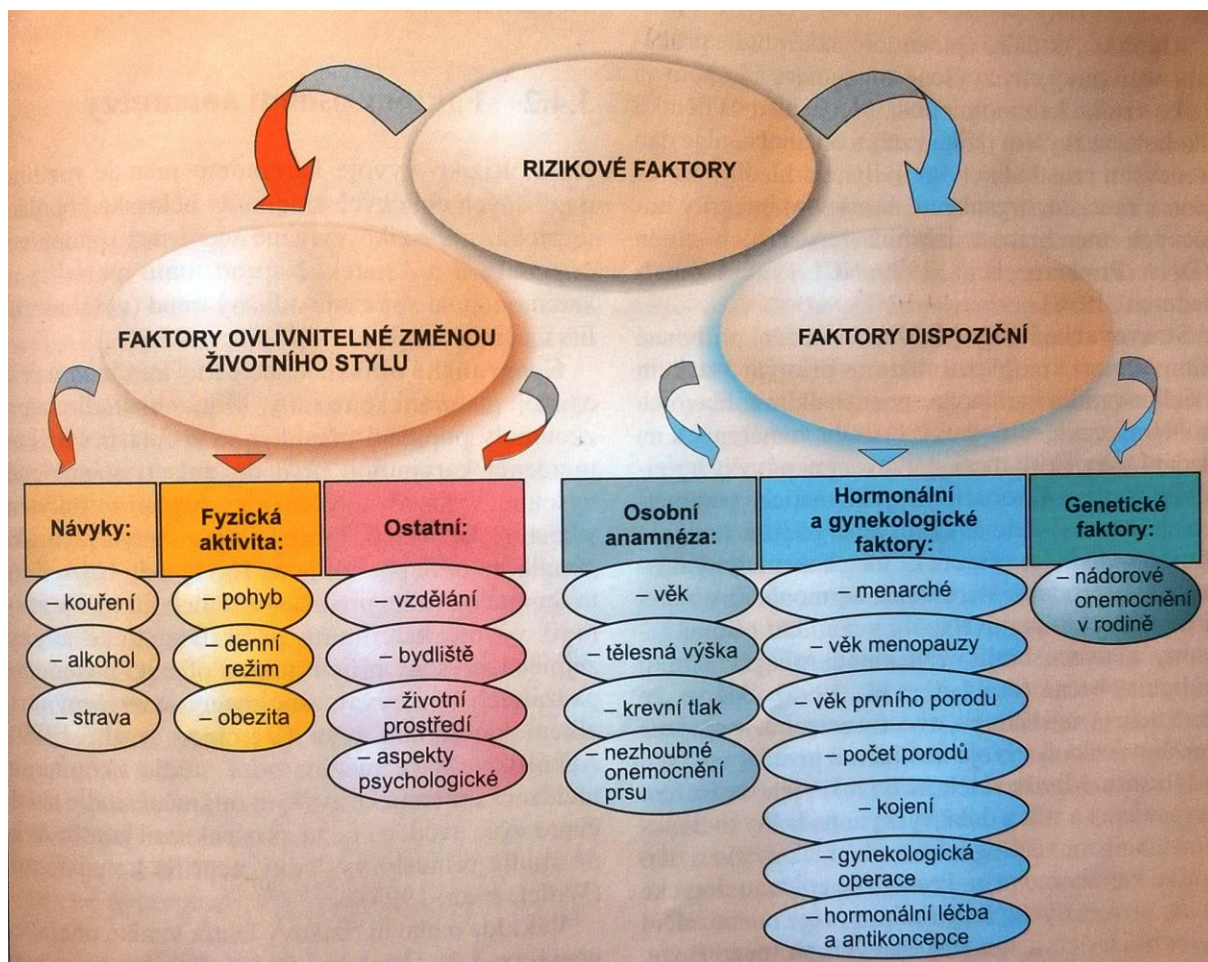 RIZIKOVÉ FAKTORY
FAKTORY OVLIVNITELNÉ ZMĚNOU
ŽIVOTNÍHO STYLU
FAKTORY DISPOZIČNÍ
Návyky:
– kouření
– alkohol
– strava
Fyzická
aktivita:
– pohyb
– denní
režim
– obezita
Ostatní:
– vzdělání
– bydliště
– životní
prostředí
– aspekty
psychologické
Osobní
anamnéza:
– věk
– tělesná výška
– krevní tlak
– nezhoubné
onemocnění
prsu
Hormonální
a gynekologické
faktory:
– menarché
– věk menopauzy
– věk prvního porodu
– počet porodů
– kojení
– gynekologická
operace
– hormonální léčba
a antikoncepce
Genetické
faktory:
– nádorové
onemocnění
v rodině